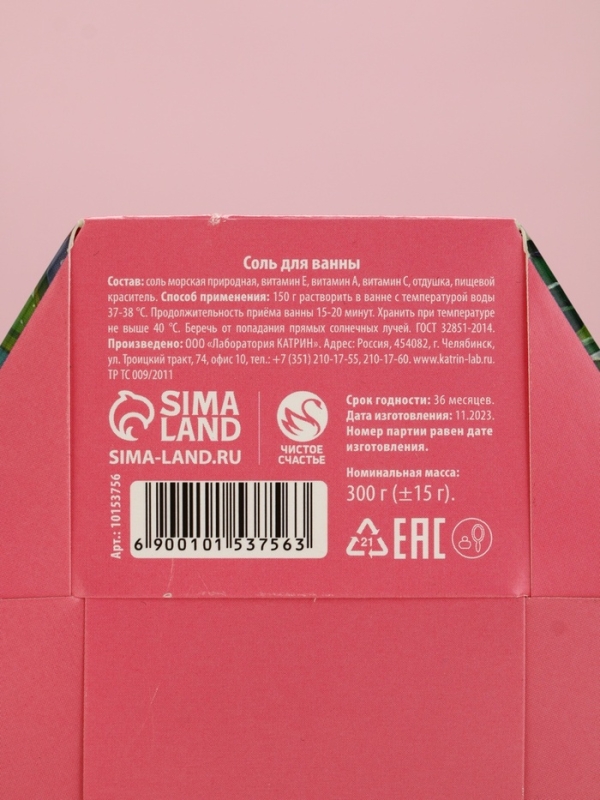 Соль для ванны
Состав: соль морская природная, витамин Е, витамин А, витамин С, отдушка, пищевой
краситель. Способ применения: 150 г растворить в ванне с температурой воды
37-38 °С. Продолжительность приёма ванны 15-20 минут. Хранить при температуре
не выше 40 °С. Беречь от попадания прямых солнечных лучей. ГОСТ 32851-2014.
Произведено: ООО «Лаборатория КАТРИН». Адрес: Россия, 454082, г. Челябинск,
ул. Троицкий тракт, 74, офис 10, тел.: +7 (351) 210-17-55, 210-17-60. www.katrin-lab.ru.
ТР ТС 009/2011
SIMA
LAND
SIMA-LAND.RU
ЧИСТОЕ
СЧАСТЬЕ
Срок годности: 36 месяцев.
Дата изготовления: 11.2023.
Номер партии равен дате
изготовления.
Номинальная масса:
300 г (±15 г).
Арт.: 10153756
6 900101 537563
21
ЕАС